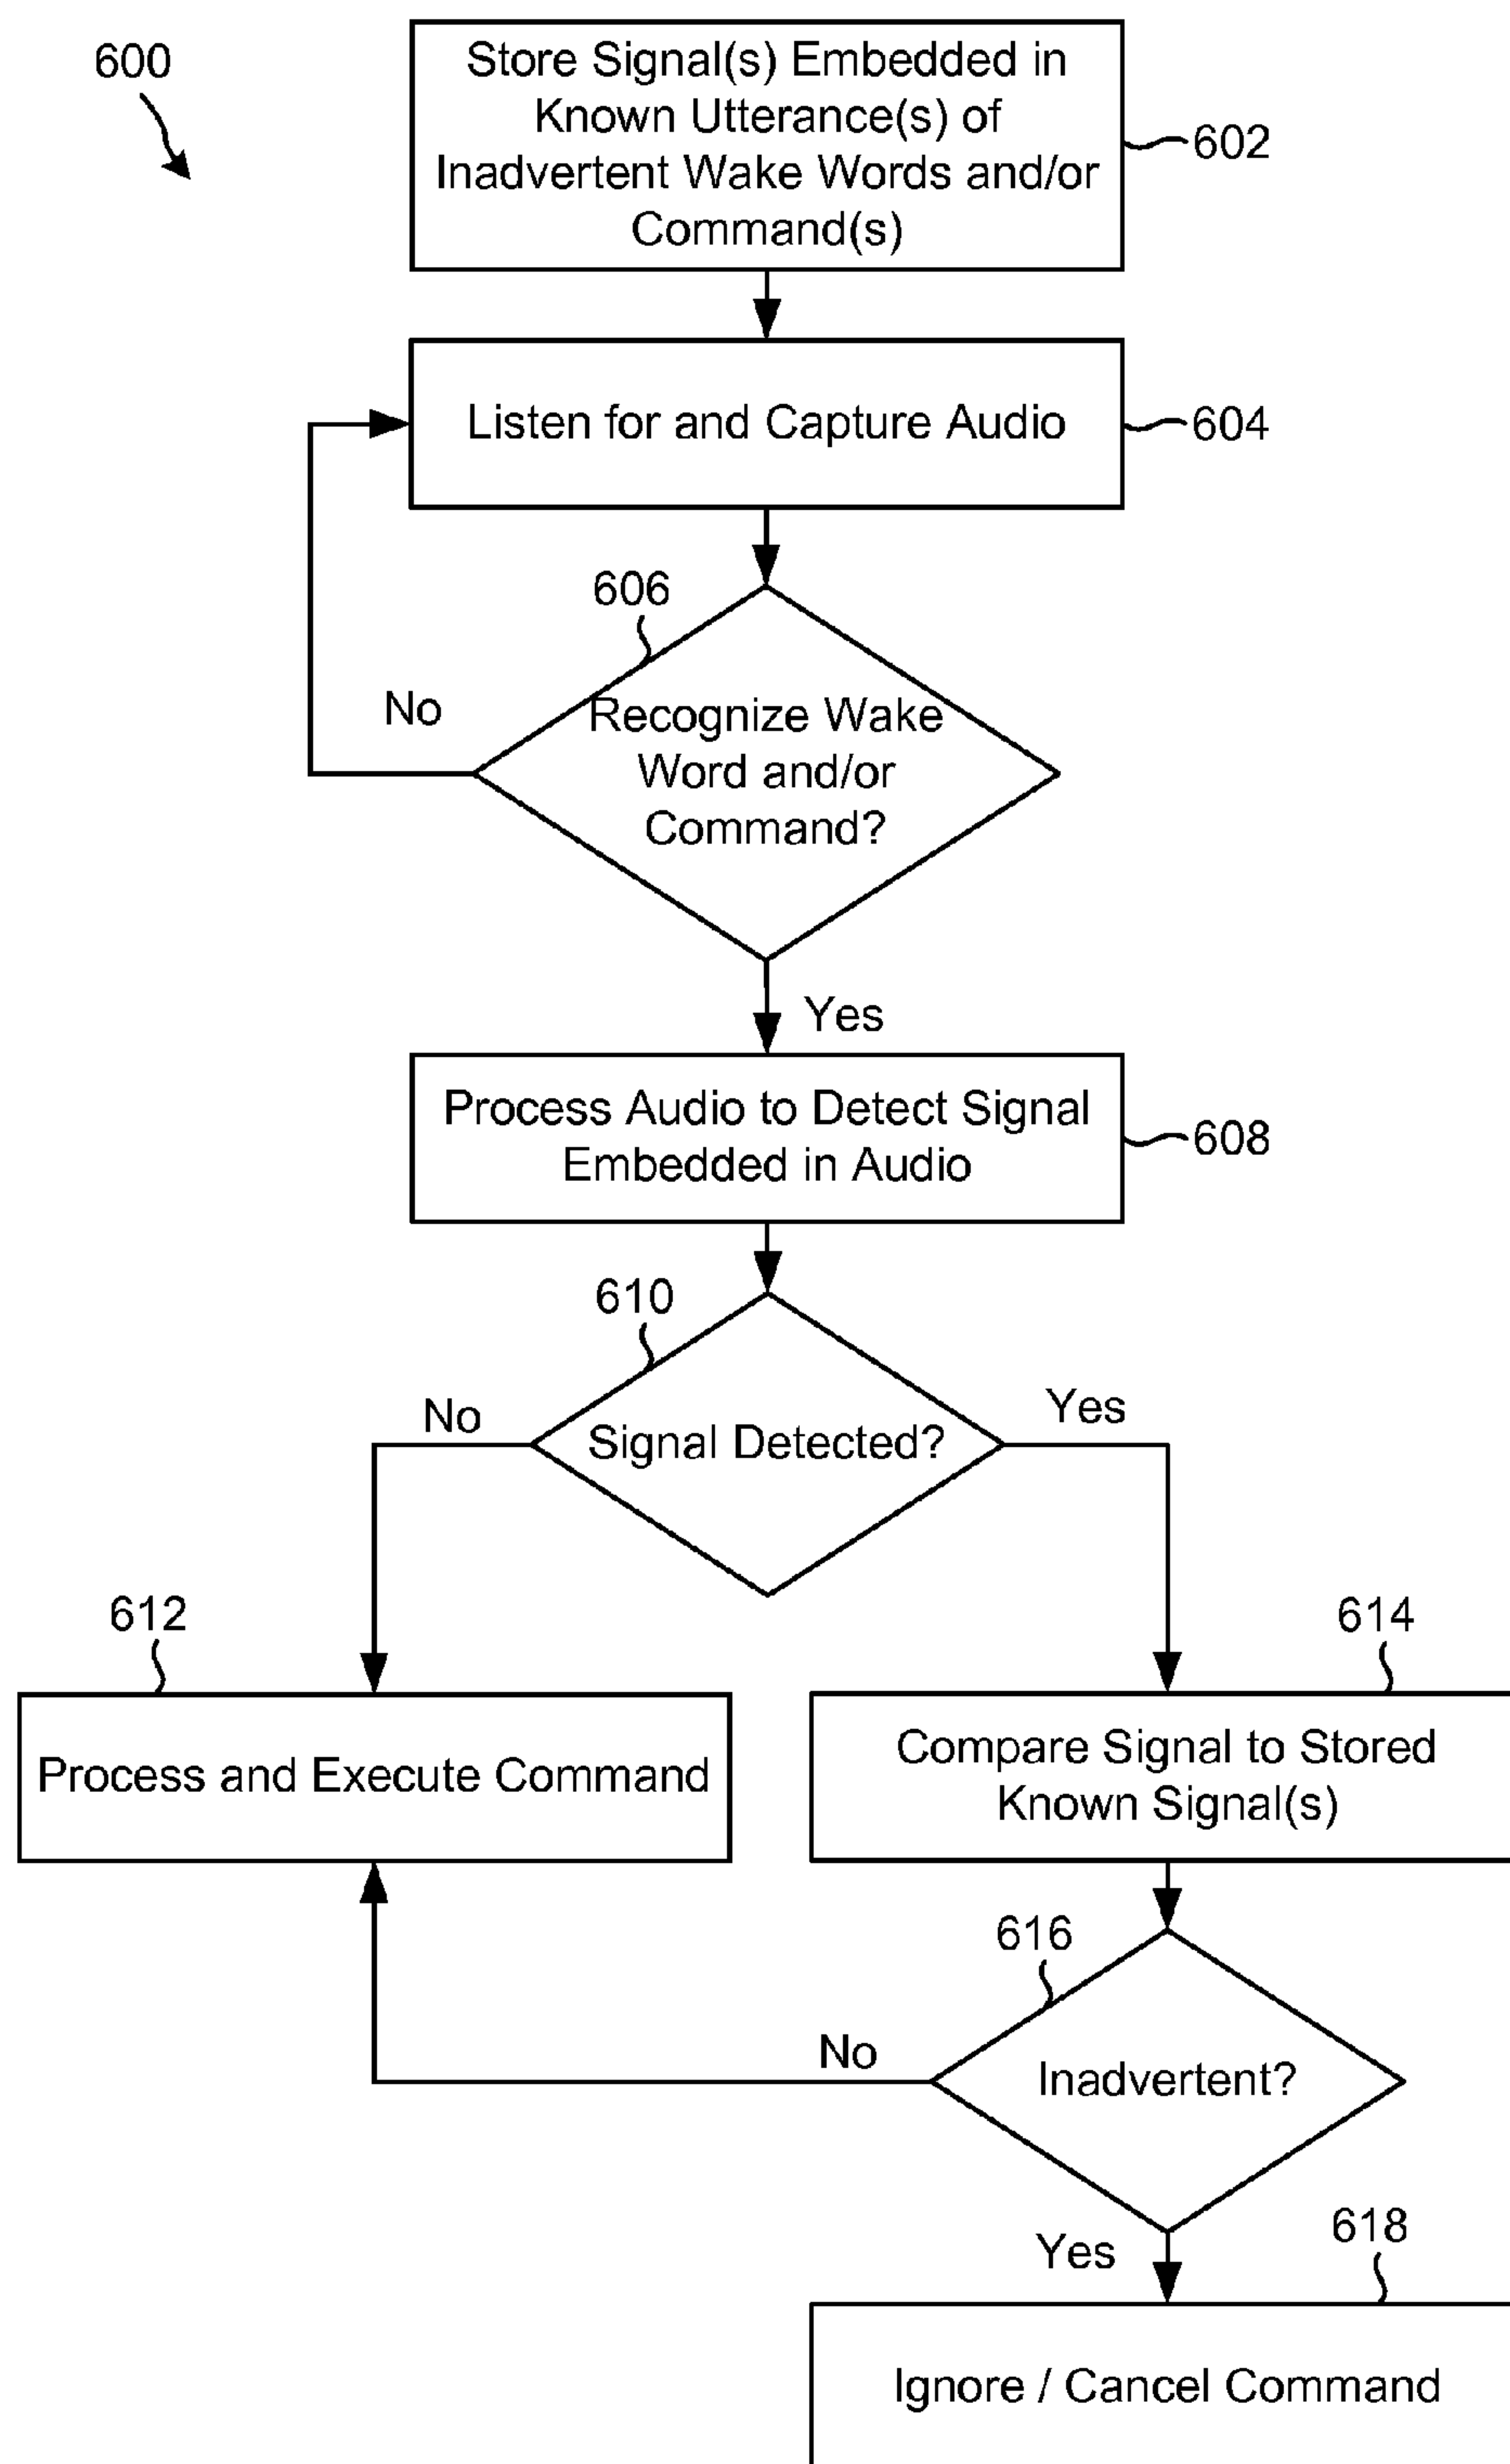 600
Store Signal(s) Embedded in
Known Utterance(s) of
Inadvertent Wake Words and/or
Command(s)
602
Listen for and Capture Audio
604
606
No
Recognize Wake
Word and/or
Command?
Yes
Process Audio to Detect Signal
Embedded in Audio
608
610
No
Signal Detected?
Yes
612
614
Process and Execute Command
Compare Signal to Stored
Known Signal(s)
616
No
Inadvertent?
Yes
618
Ignore / Cancel Command